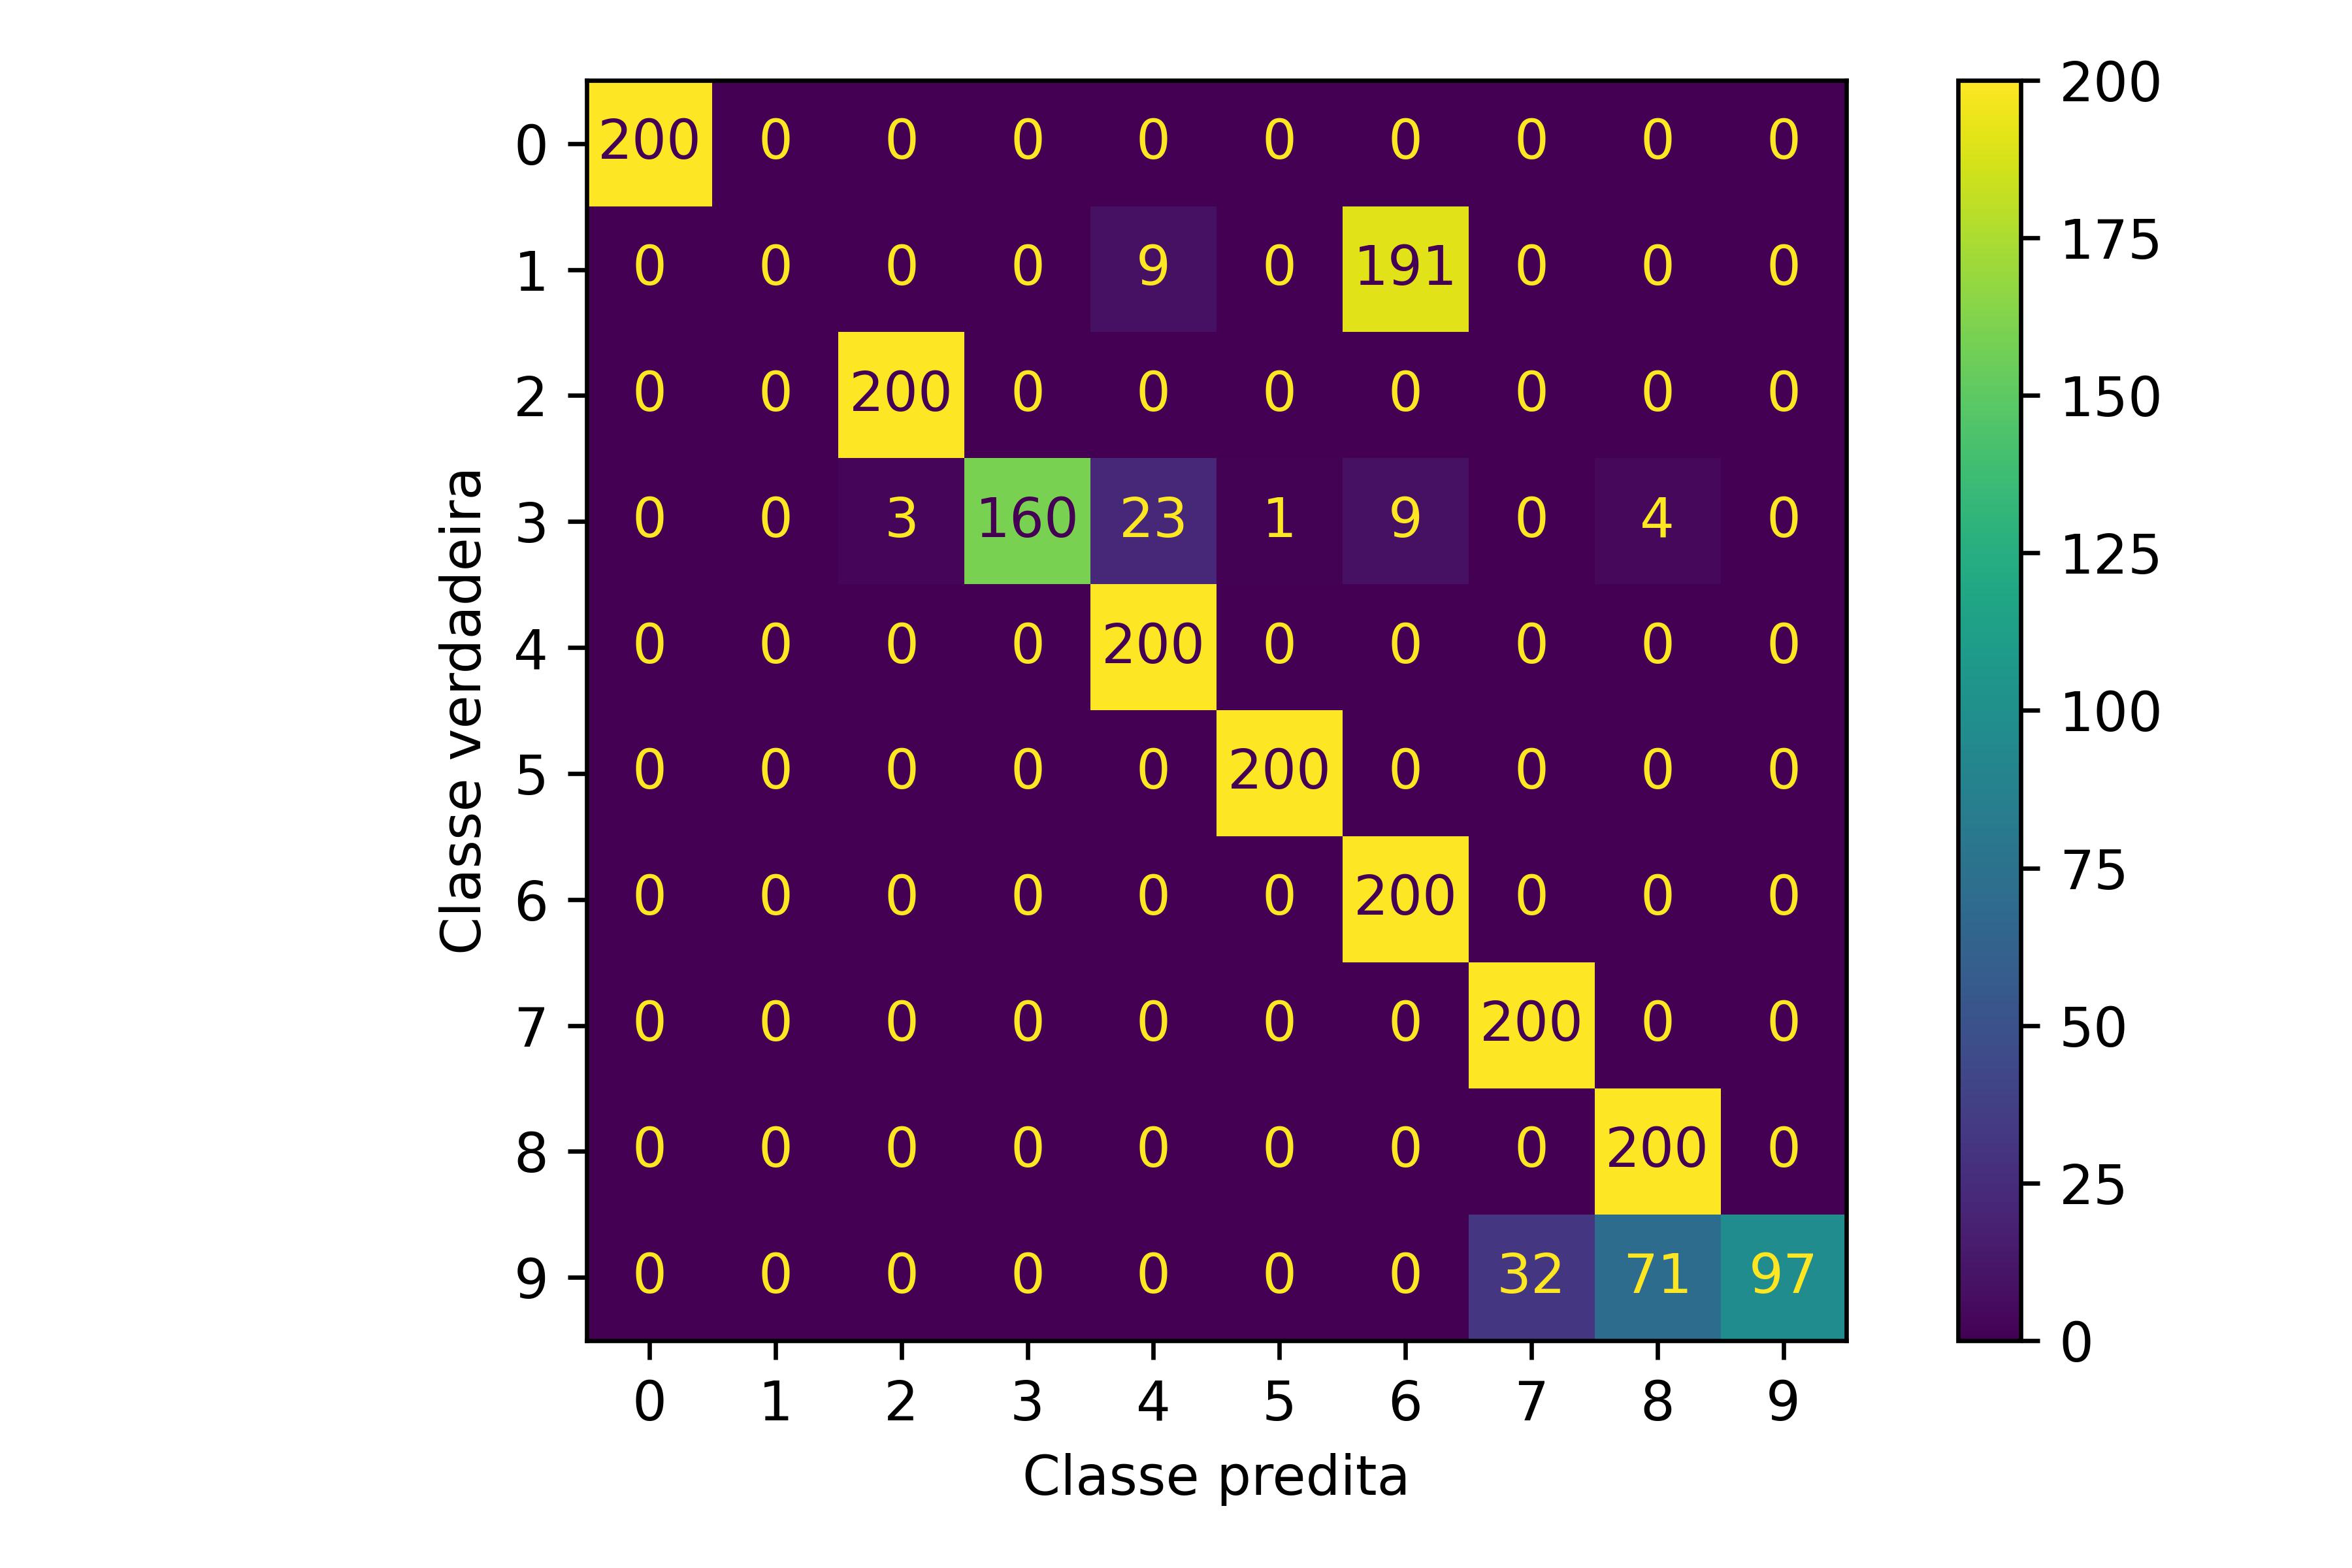 Classe verdadeira
0 200 0 0 0 0 0 0 0 0 0
1 0 0 0 0 9 0 191 0 0 0
2 0 0 200 0 0 0 0 0 0 0
3 0 0 3 160 23 1 9 0 4 0
4 0 0 0 0 200 0 0 0 0 0
5 0 0 0 0 0 200 0 0 0 0
6 0 0 0 0 0 0 200 0 0 0
7 0 0 0 0 0 0 0 200 0 0
8 0 0 0 0 0 0 0 0 200 0
9 0 0 0 0 0 0 0 32 71 97
0 1 2 3 4 5 6 7 8 9
Classe predita
200
175
150
125
100
75
50
25
0